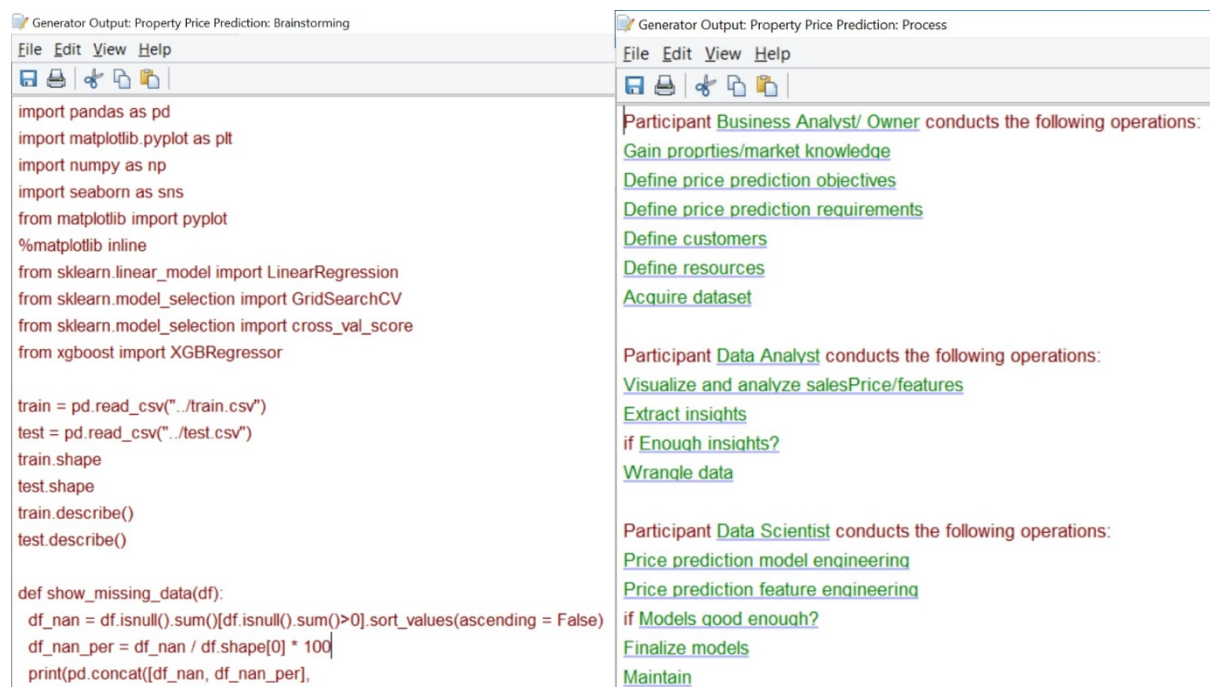 Generator Output: Property Price Prediction: Brainstorming
File Edit View Help
import pandas as pd
import matplotlib.pyplot as plt
import numpy as np
import seaborn as sns
from matplotlib import pyplot
%matplotlib inline
from sklearn.linear_model import LinearRegression
from sklearn.model_selection import GridSearchCV
from sklearn.model_selection import cross_val_score
from xgboost import XGBRegressor
train = pd.read_csv("../train.csv")
test = pd.read_csv("../test.csv")
train.shape
test.shape
train.describe()
test.describe()
def show_missing_data(df):
df_nan = df.isnull().sum()[df.isnull().sum()>0].sort_values(ascending = False)
df_nan_per = df_nan / df.shape[0] * 100
print(pd.concat([df_nan, df_nan_per],
Generator Output: Property Price Prediction: Process
File Edit View Help
Participant Business Analyst/ Owner conducts the following operations:
Gain proprties/market knowledge
Define price prediction objectives
Define price prediction requirements
Define customers
Define resources
Acquire dataset
Participant Data Analyst conducts the following operations:
Visualize and analyze salesPrice/features
Extract insights
if Enough insights?
Wrangle data
Participant Data Scientist conducts the following operations:
Price prediction model engineering
Price prediction feature engineering
if Models good enough?
Finalize models
Maintain